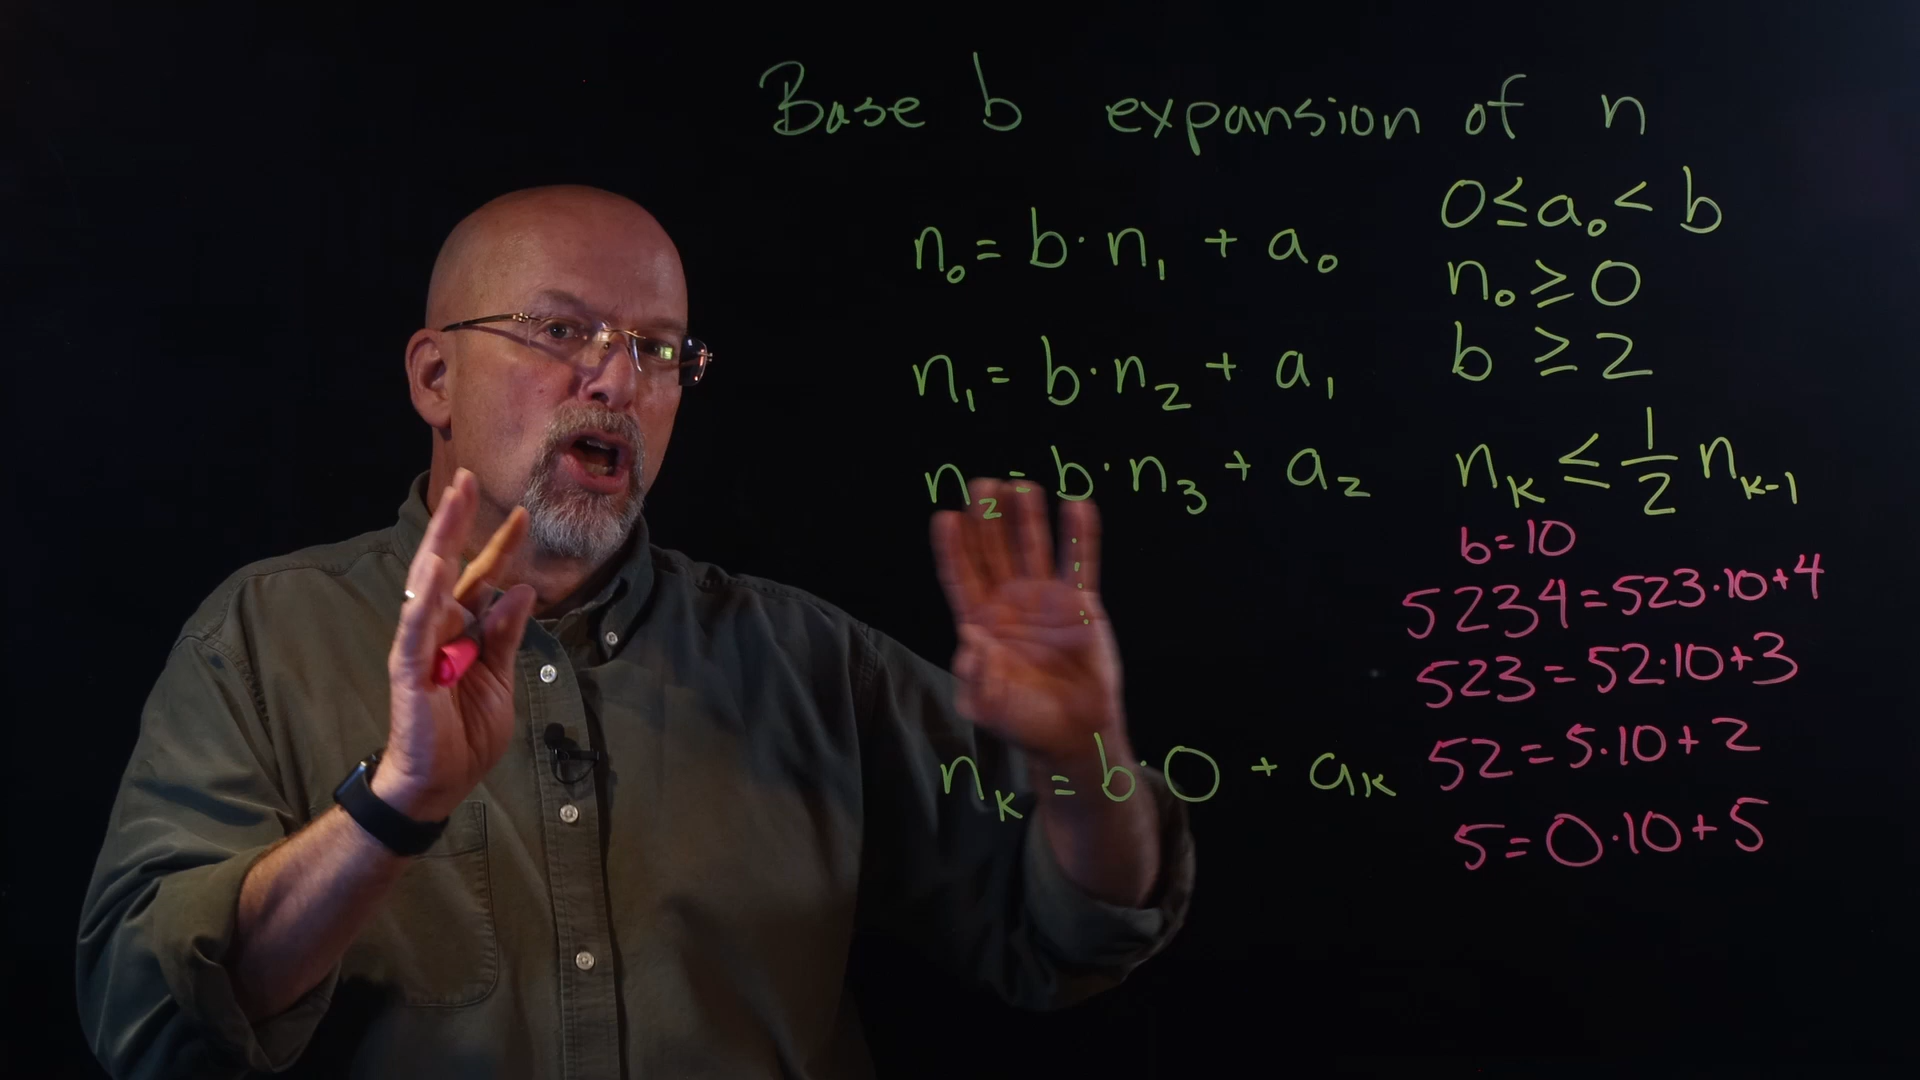 Base b expansion of n
n₀ = b · n₁ + a₀
n₁ = b · n₂ + a₁
n₂ = b · n₃ + a₂
⋮
nₖ = b · 0 + aₖ
0 ≤ a₀ < b
n₀ ≥ 0
b ≥ 2
nₖ ≤ 1/2 nₖ₋₁
b = 10
5234 = 523 · 10 + 4
523 = 52 · 10 + 3
52 = 5 · 10 + 2
5 = 0 · 10 + 5